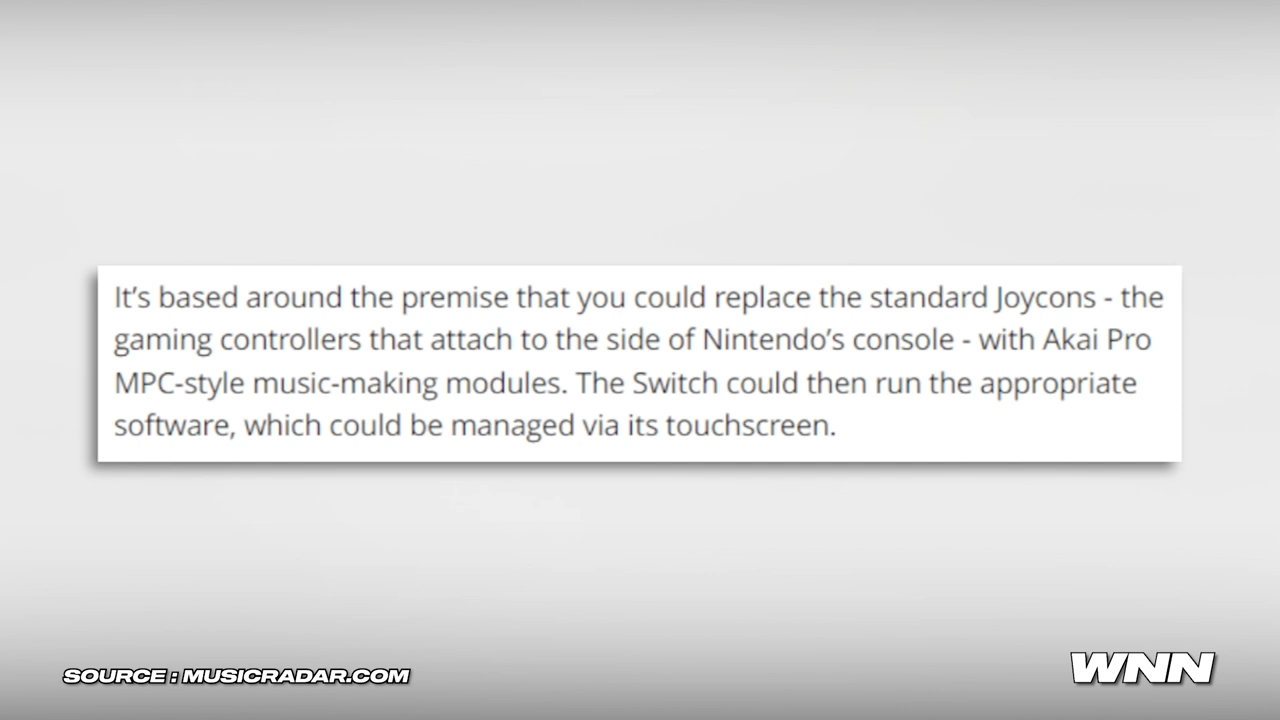 It’s based around the premise that you could replace the standard Joycons - the
gaming controllers that attach to the side of Nintendo’s console - with Akai Pro
MPC-style music-making modules. The Switch could then run the appropriate
software, which could be managed via its touchscreen.
SOURCE : MUSICRADAR.COM
WNN